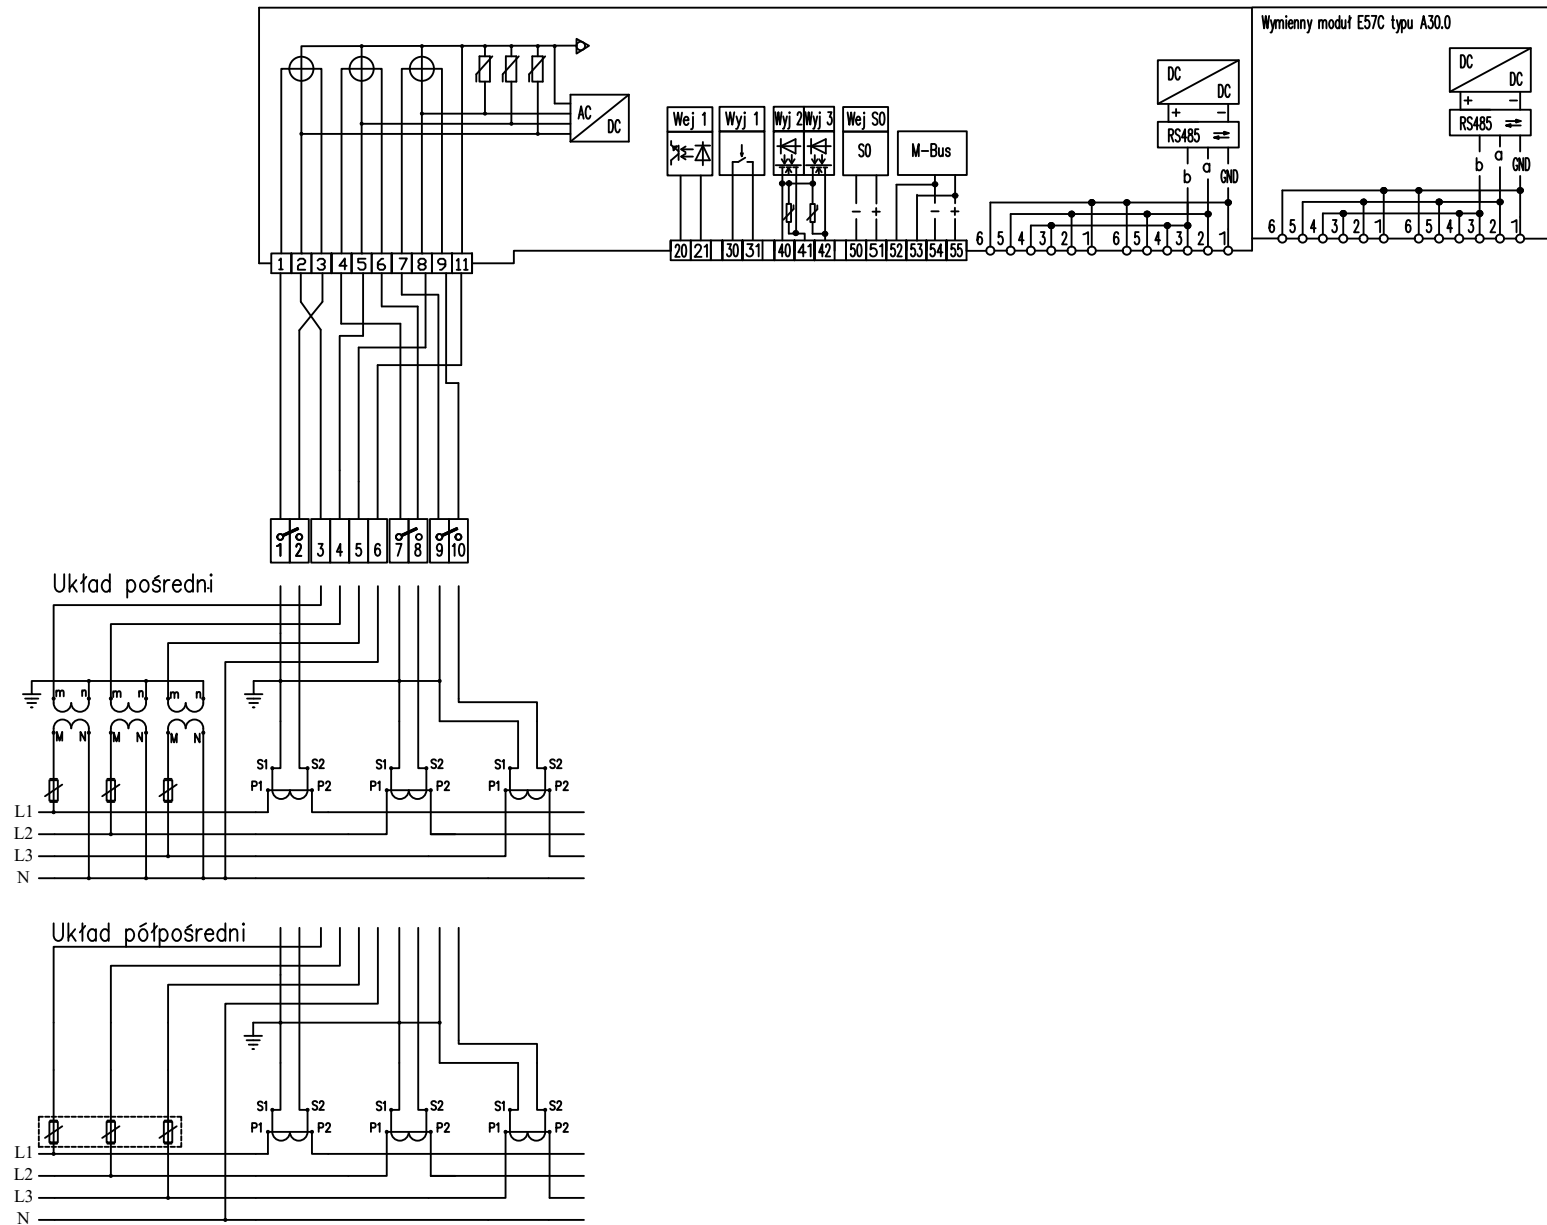 Wymienny moduł E57C typu A30.0
DC
DC
+ -
RS485
b a GND
6 5 4 3 2 1 6 5 4 3 2 1
DC
DC
+ -
RS485
b a GND
6 5 4 3 2 1 6 5 4 3 2 1
AC
DC
Wej 1 Wyj 1 Wyj 2 Wyj 3 Wej S0
S0 M-Bus
- + - +
1 2 3 4 5 6 7 8 9 11
20 21 30 31 40 41 42 50 51 52 53 54 55
1 2 3 4 5 6 7 8 9 10
Układ pośredni
m n m n m n
M N M N M N
S1 S2 S1 S2 S1 S2
P1 P2 P1 P2 P1 P2
L1
L2
L3
N
Układ półpośredni
S1 S2 S1 S2 S1 S2
P1 P2 P1 P2 P1 P2
L1
L2
L3
N